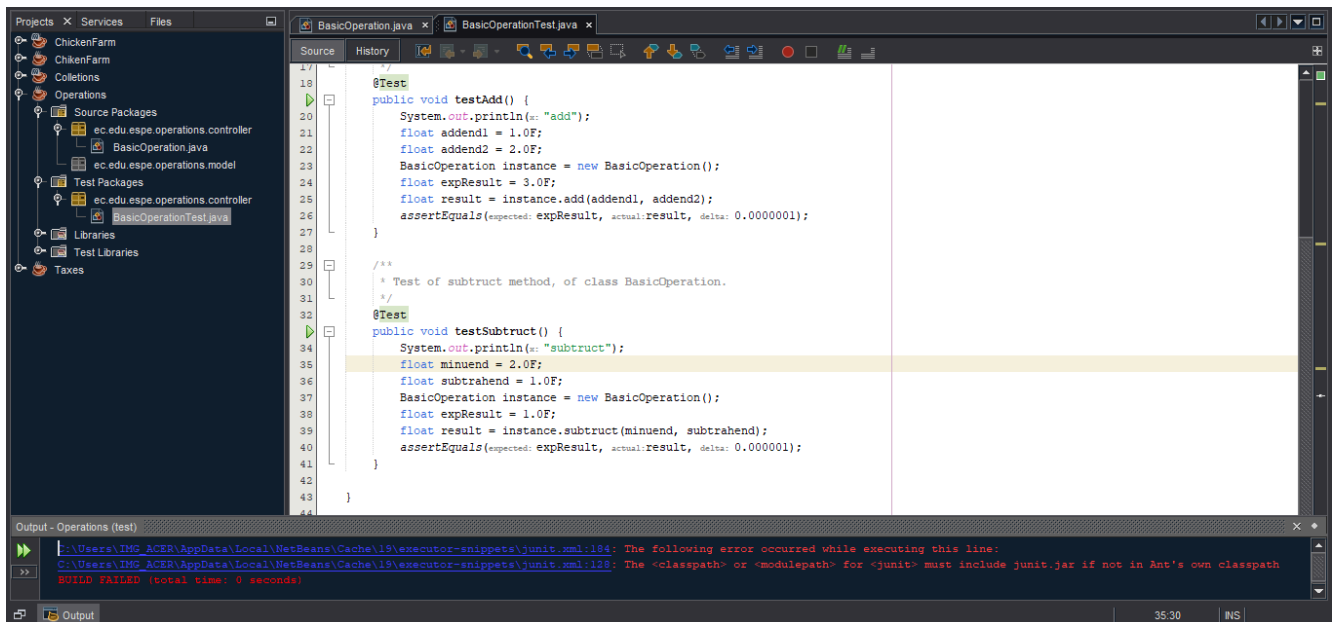 Projects Services Files
ChickenFarm
ChikenFarm
Colletions
Operations
Source Packages
ec.edu.espe.operations.controller
BasicOperation.java
ec.edu.espe.operations.model
Test Packages
ec.edu.espe.operations.controller
BasicOperationTest.java
Libraries
Test Libraries
Taxes
BasicOperation.java BasicOperationTest.java
Source History
17 */
18 @Test
public void testAdd() {
20 System.out.println(x: "add");
21 float addend1 = 1.0F;
22 float addend2 = 2.0F;
23 BasicOperation instance = new BasicOperation();
24 float expResult = 3.0F;
25 float result = instance.add(addend1, addend2);
26 assertEquals(expected: expResult, actual:result, delta: 0.0000001);
27 }
28
29 /**
30 * Test of subtruct method, of class BasicOperation.
31 */
32 @Test
public void testSubtruct() {
34 System.out.println(x: "subtruct");
35 float minuend = 2.0F;
36 float subtrahend = 1.0F;
37 BasicOperation instance = new BasicOperation();
38 float expResult = 1.0F;
39 float result = instance.subtruct(minuend, subtrahend);
40 assertEquals(expected: expResult, actual:result, delta: 0.000001);
41 }
42
43 }
44
Output - Operations (test)
C:\Users\IMG_ACER\AppData\Local\NetBeans\Cache\19\executor-snippets\junit.xml:184: The following error occurred while executing this line:
C:\Users\IMG_ACER\AppData\Local\NetBeans\Cache\19\executor-snippets\junit.xml:128: The <classpath> or <modulepath> for <junit> must include junit.jar if not in Ant's own classpath
BUILD FAILED (total time: 0 seconds)
Output
35:30 INS